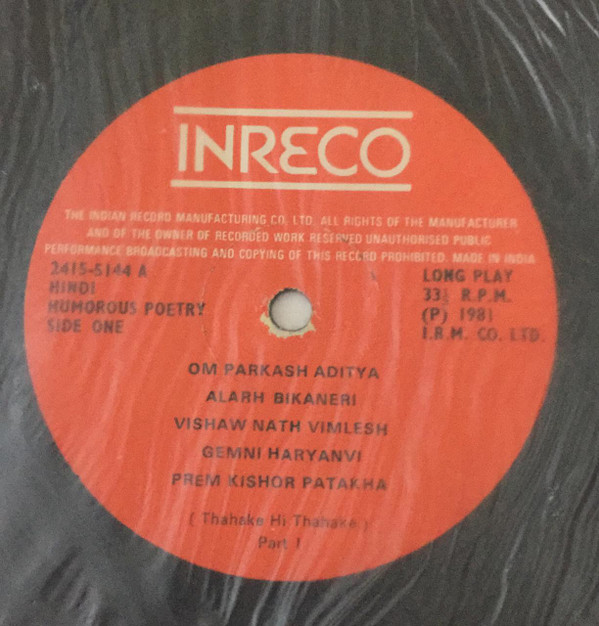 INRECO
THE INDIAN RECORD MANUFACTURING CO. LTD. ALL RIGHTS OF THE MANUFACTURER
AND OF THE OWNER OF RECORDED WORK RESERVED UNAUTHORISED PUBLIC
PERFORMANCE BROADCASTING AND COPYING OF THIS RECORD PROHIBITED. MADE IN INDIA
2415-5144 A
HINDI
HUMOROUS POETRY
SIDE ONE
LONG PLAY
33⅓ R.P.M.
(P) 1981
I.R.M. CO. LTD.
OM PARKASH ADITYA
ALARH BIKANERI
VISHAW NATH VIMLESH
GEMNI HARYANVI
PREM KISHOR PATAKHA
( Thahake Hi Thahake )
Part I